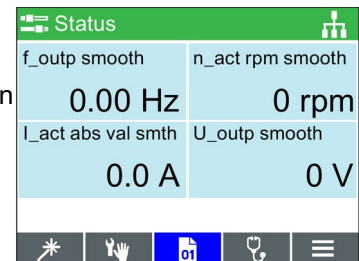 Status
f_outp smooth
n_act rpm smooth
n
0.00 Hz
0 rpm
I_act abs val smth
U_outp smooth
0.0 A
0 V
01